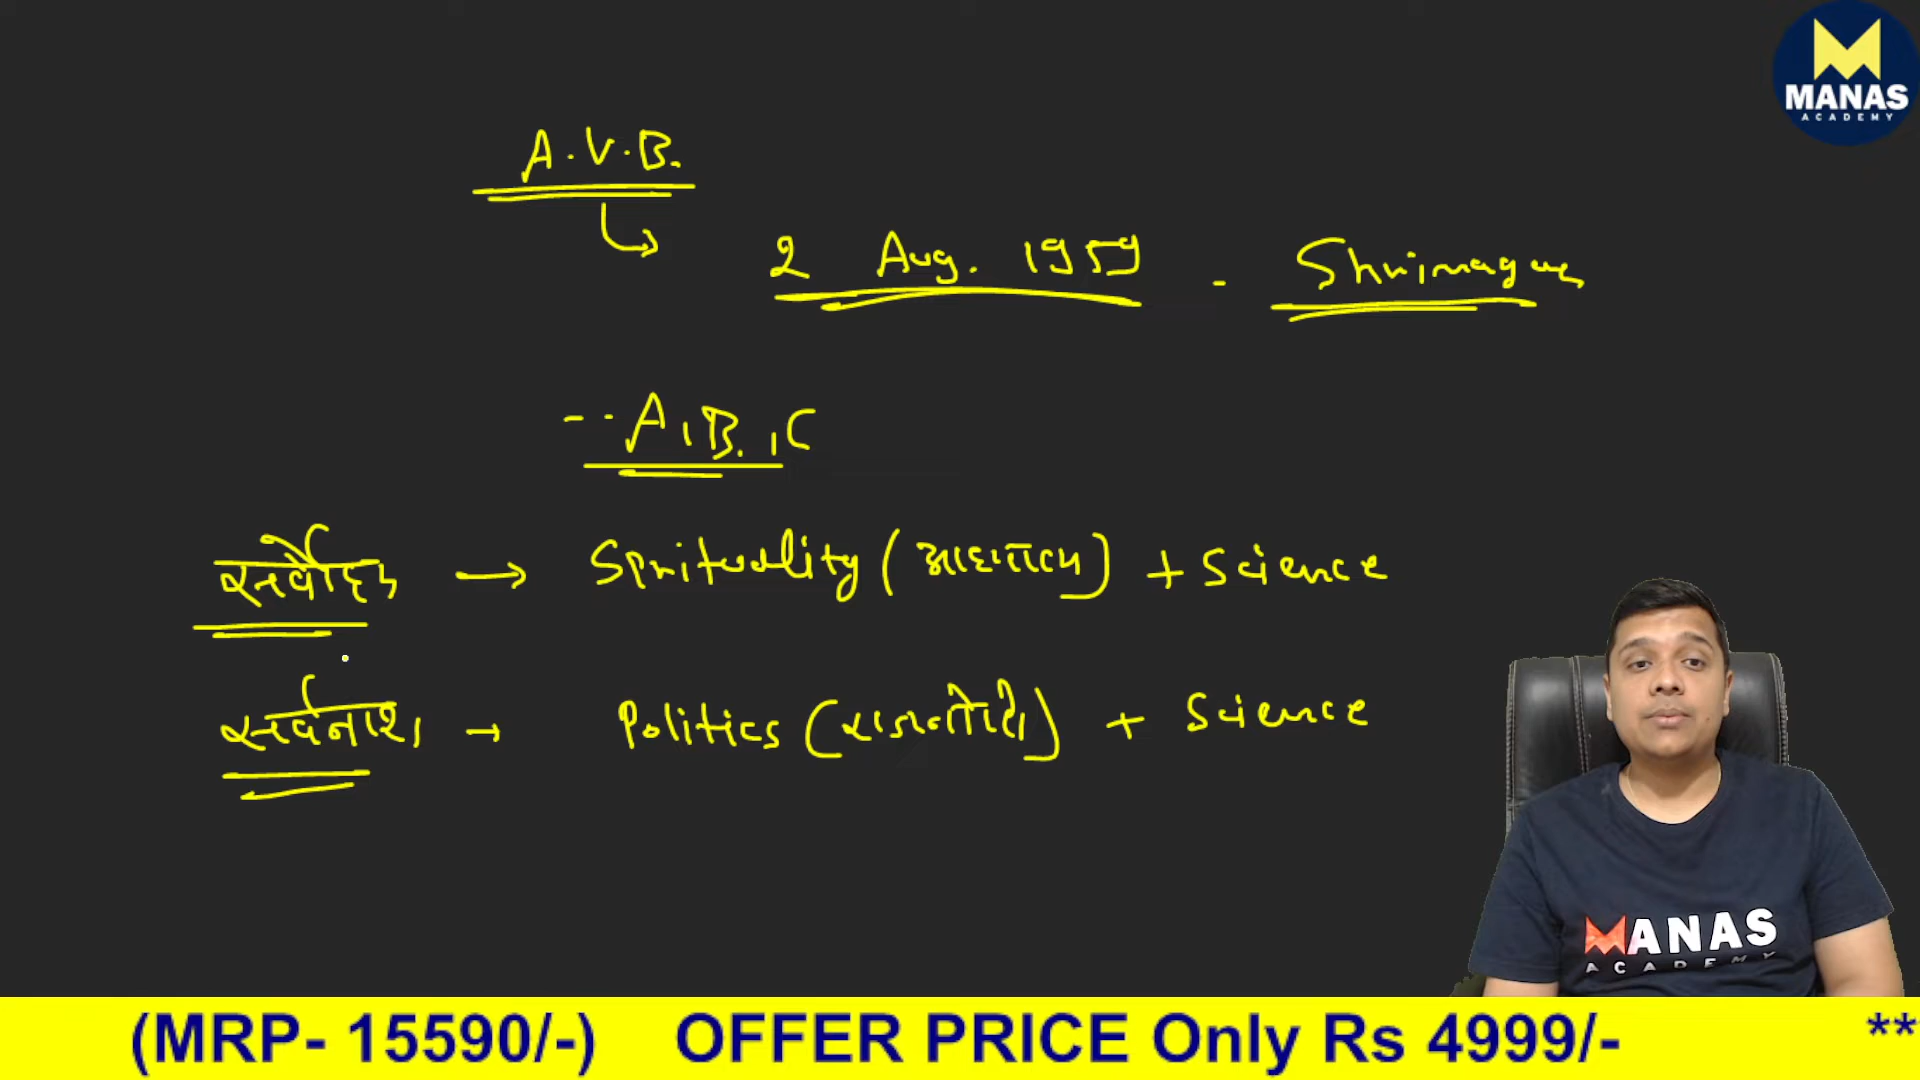 MANAS
ACADEMY
A.V.B.
2 Aug. 1959 - Shrinagar
-- A, B, C
सर्वोदय → Sprituality (आध्यात्म) + Science
सर्वनाश → Politics (राजनीति) + Science
MANAS
ACADEMY
(MRP- 15590/-) OFFER PRICE Only Rs 4999/- **